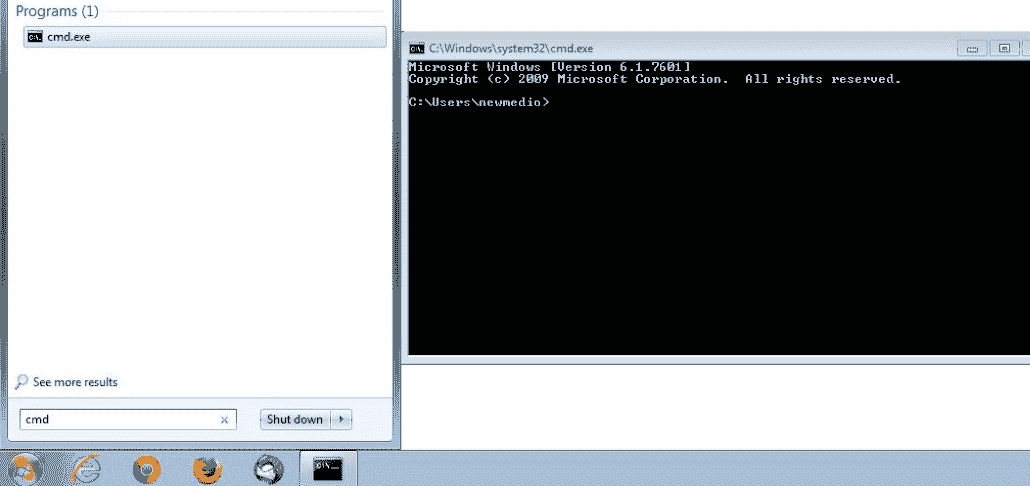 Programs (1)
cmd.exe
C:\Windows\system32\cmd.exe
Microsoft Windows [Version 6.1.7601]
Copyright (c) 2009 Microsoft Corporation.  All rights reserved.
C:\Users\newmedio>
See more results
cmd
Shut down